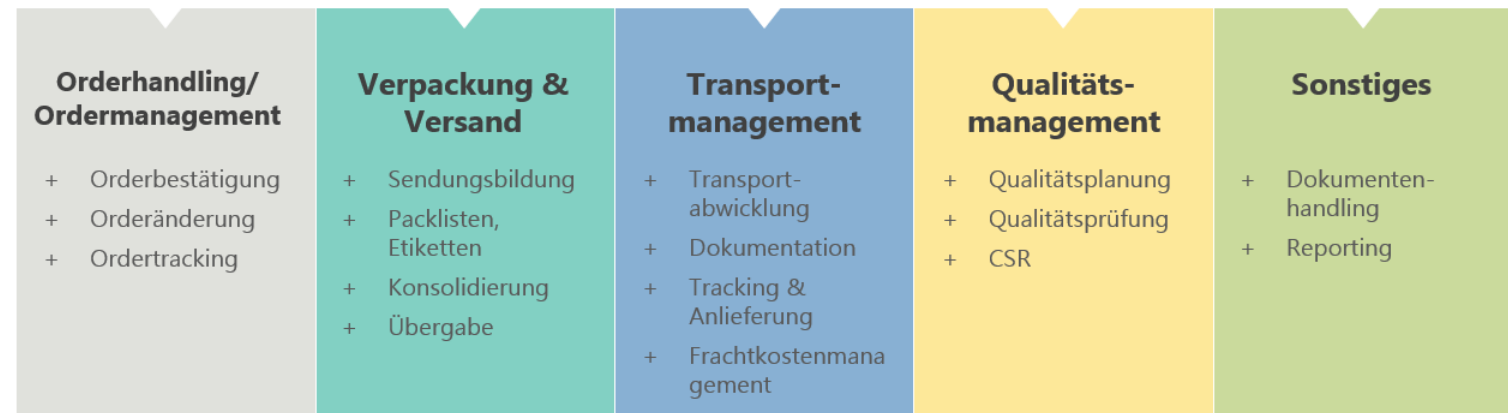 Orderhandling/
Ordermanagement
+ Orderbestätigung
+ Orderänderung
+ Ordertracking
Verpackung &
Versand
+ Sendungsbildung
+ Packlisten,
Etiketten
+ Konsolidierung
+ Übergabe
Transport-
management
+ Transport-
abwicklung
+ Dokumentation
+ Tracking &
Anlieferung
+ Frachtkostenmana
gement
Qualitäts-
management
+ Qualitätsplanung
+ Qualitätsprüfung
+ CSR
Sonstiges
+ Dokumenten-
handling
+ Reporting